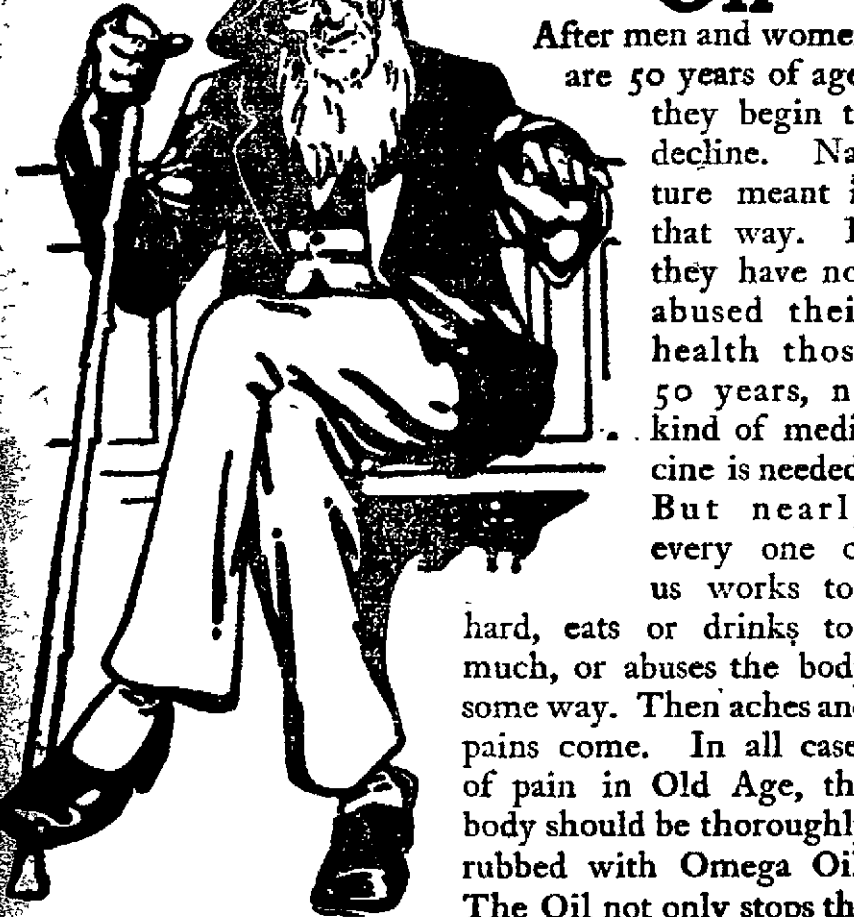 Oil
After men and wome
are 50 years of age
they begin t
decline. Na
ture meant i
that way. I
they have no
abused thei
health thos
50 years, n
kind of medi
cine is needed
But nearl
every one o
us works to
hard, eats or drinks to
much, or abuses the bod
some way. Then aches an
pains come. In all case
of pain in Old Age, th
body should be thoroughl
rubbed with Omega Oi
The Oil not only stops th